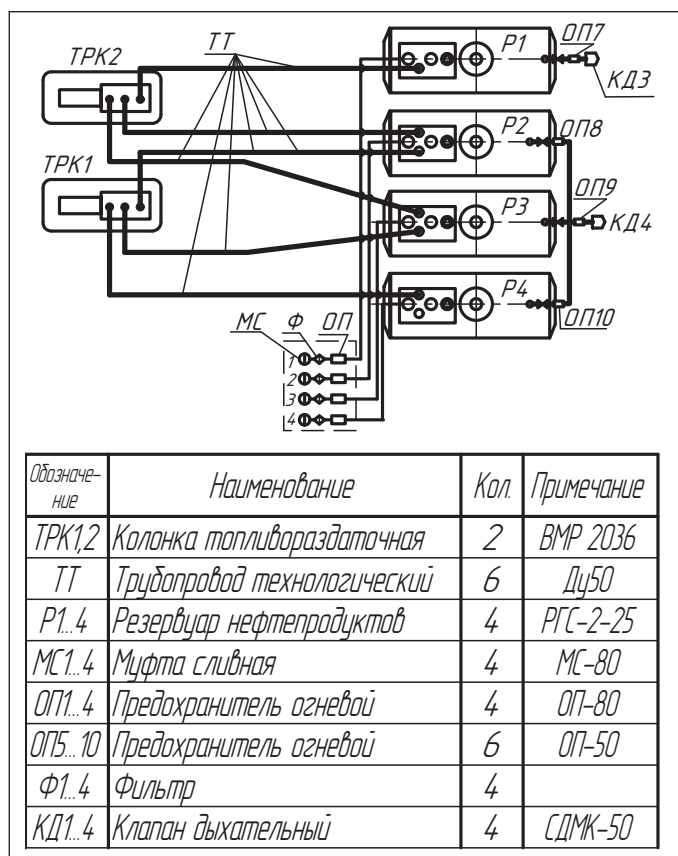 ТРК2
ТТ
Р1
ОП7
КД3
Р2
ОП8
ТРК1
ОП9
Р3
КД4
Р4
ОП10
МС Ф ОП
1
2
3
4
Обозначе-
ние
Наименование
Кол.
Примечание
ТРК1,2 Колонка топливораздаточная 2 ВМР 2036
ТТ Трубопровод технологический 6 Ду50
Р1...4 Резервуар нефтепродуктов 4 РГС-2-25
МС1...4 Муфта сливная 4 МС-80
ОП1...4 Предохранитель огневой 4 ОП-80
ОП5...10 Предохранитель огневой 6 ОП-50
Ф1...4 Фильтр 4
КД1...4 Клапан дыхательный 4 СДМК-50